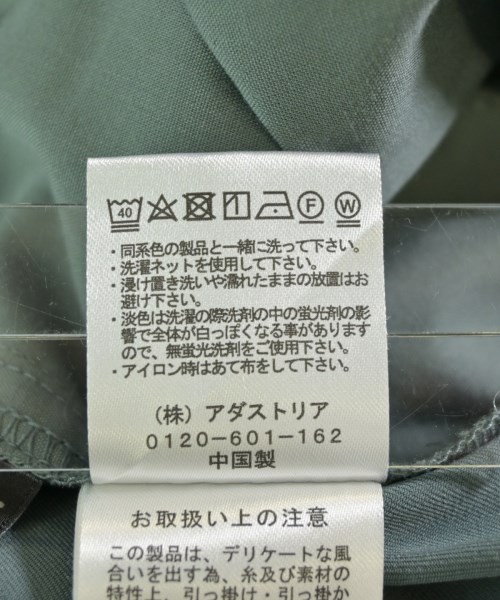 40 F W
・同系色の製品と一緒に洗って下さい。
・洗濯ネットを使用して下さい。
・浸け置き洗いや濡れたままの放置はお
避け下さい。
・淡色は洗濯の際洗剤の中の蛍光剤の影
響で全体が白っぽくなる事があります
ので、無蛍光洗剤をご使用下さい。
・アイロン時はあて布をして下さい。
（株）アダストリア
0120-601-162
中国製
お取扱い上の注意
この製品は、デリケートな風
合いを出す為、糸及び素材の
特性上、引っ掛け・引っ掛か